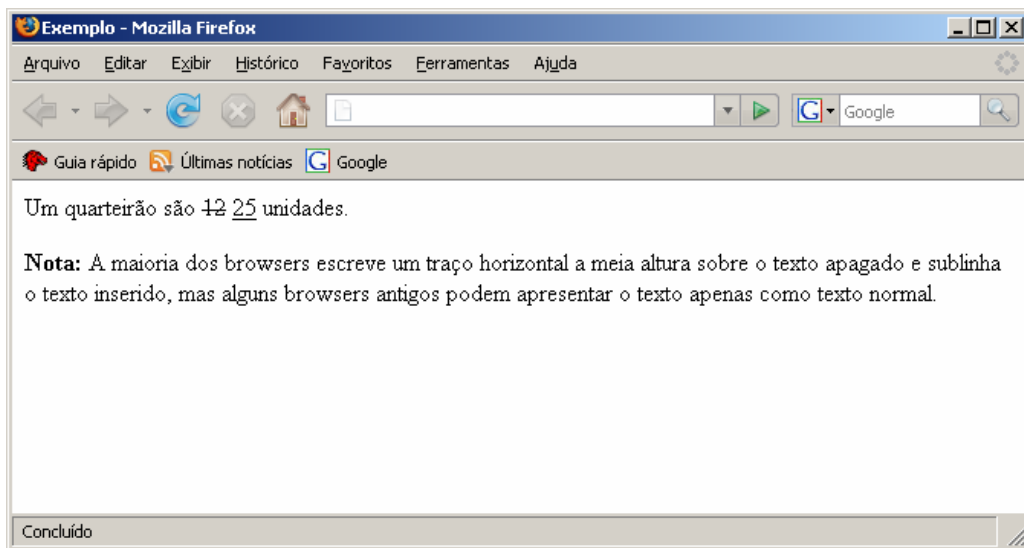 Exemplo - Mozilla Firefox
Arquivo Editar Exibir Histórico Favoritos Ferramentas Ajuda
G Google
Guia rápido Últimas notícias G Google
Um quarteirão são 12 25 unidades.
Nota: A maioria dos browsers escreve um traço horizontal a meia altura sobre o texto apagado e sublinha
o texto inserido, mas alguns browsers antigos podem apresentar o texto apenas como texto normal.
Concluído